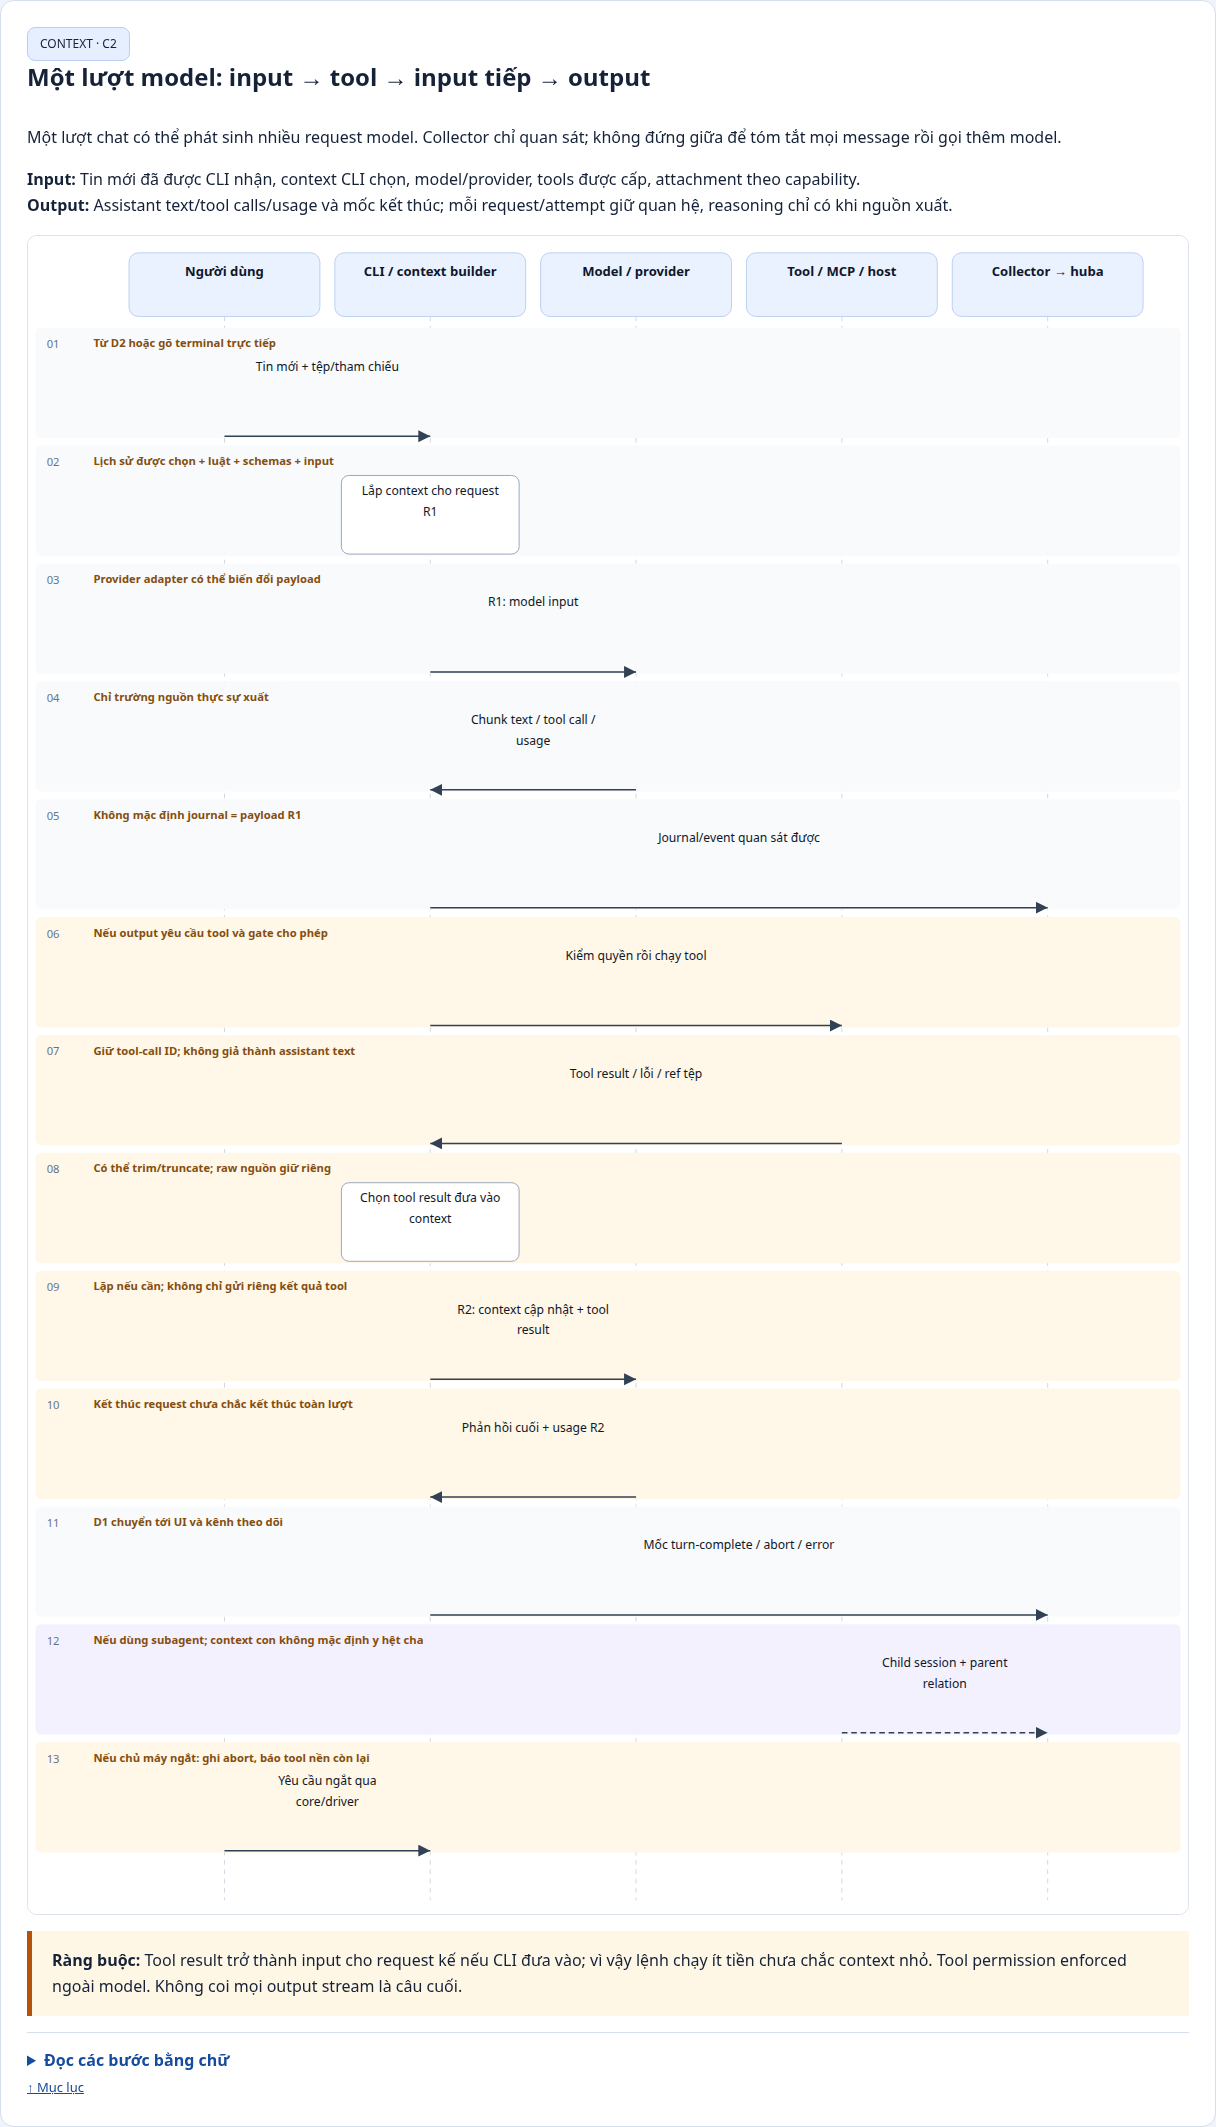 CONTEXT · C2
Một lượt model: input → tool → input tiếp → output
Một lượt chat có thể phát sinh nhiều request model. Collector chỉ quan sát; không đứng giữa để tóm tắt mọi message rồi gọi thêm model.
Input: Tin mới đã được CLI nhận, context CLI chọn, model/provider, tools được cấp, attachment theo capability.
Output: Assistant text/tool calls/usage và mốc kết thúc; mỗi request/attempt giữ quan hệ, reasoning chỉ có khi nguồn xuất.
Người dùng
CLI / context builder
Model / provider
Tool / MCP / host
Collector → huba
01
Từ D2 hoặc gõ terminal trực tiếp
Tin mới + tệp/tham chiếu
02
Lịch sử được chọn + luật + schemas + input
Lắp context cho request
R1
03
Provider adapter có thể biến đổi payload
R1: model input
04
Chỉ trường nguồn thực sự xuất
Chunk text / tool call /
usage
05
Không mặc định journal = payload R1
Journal/event quan sát được
06
Nếu output yêu cầu tool và gate cho phép
Kiểm quyền rồi chạy tool
07
Giữ tool-call ID; không giả thành assistant text
Tool result / lỗi / ref tệp
08
Có thể trim/truncate; raw nguồn giữ riêng
Chọn tool result đưa vào
context
09
Lặp nếu cần; không chỉ gửi riêng kết quả tool
R2: context cập nhật + tool
result
10
Kết thúc request chưa chắc kết thúc toàn lượt
Phản hồi cuối + usage R2
11
D1 chuyển tới UI và kênh theo dõi
Mốc turn-complete / abort / error
12
Nếu dùng subagent; context con không mặc định y hệt cha
Child session + parent
relation
13
Nếu chủ máy ngắt: ghi abort, báo tool nền còn lại
Yêu cầu ngắt qua
core/driver
Ràng buộc: Tool result trở thành input cho request kế nếu CLI đưa vào; vì vậy lệnh chạy ít tiền chưa chắc context nhỏ. Tool permission enforced
ngoài model. Không coi mọi output stream là câu cuối.
▶ Đọc các bước bằng chữ
↑ Mục lục